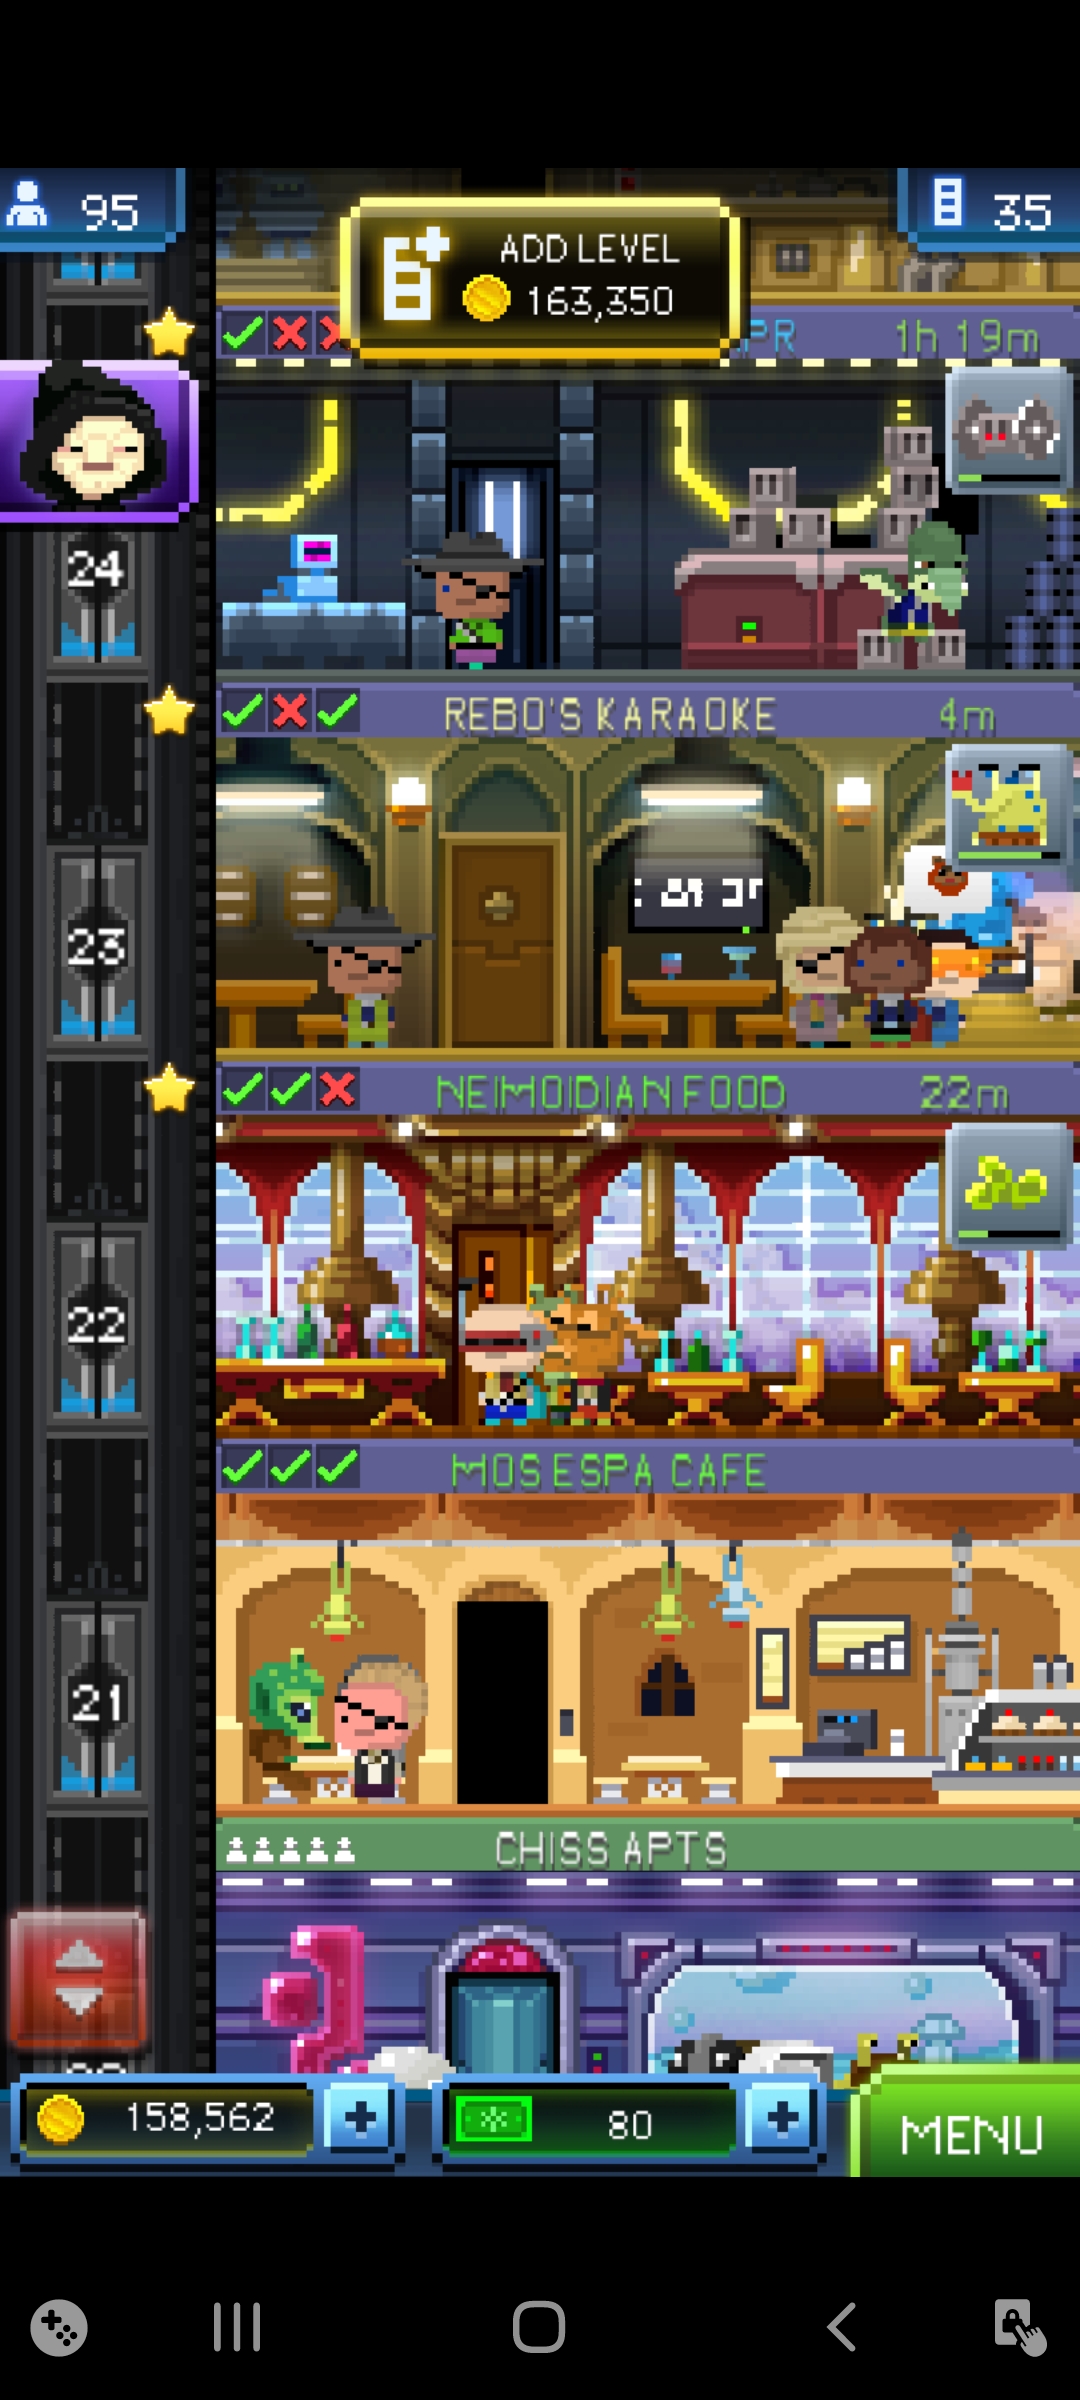 95
ADD LEVEL
163,350
35
PR
1h 19m
24
REBO'S KARAOKE
4m
23
NEIMOIDIAN FOOD
22m
22
MOS ESPA CAFE
21
CHISS APTS
158,562
80
MENU